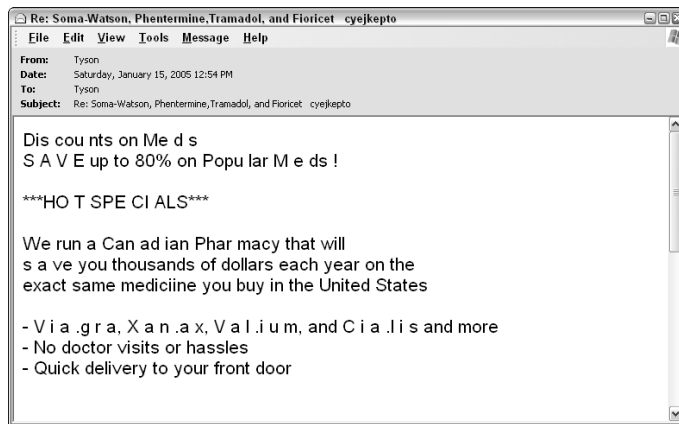 Re: Soma-Watson, Phentermine,Tramadol, and Fioricet cyejkepto
File Edit View Tools Message Help
From: Tyson
Date: Saturday, January 15, 2005 12:54 PM
To: Tyson
Subject: Re: Soma-Watson, Phentermine,Tramadol, and Fioricet cyejkepto
Dis cou nts on Me d s
S A V E up to 80% on Popu lar M e ds !
***HO T SPE CI ALS***
We run a Can ad ian Phar macy that will
s a ve you thousands of dollars each year on the
exact same mediciine you buy in the United States
- V i a .g r a, X a n .a x, V a l .i u m, and C i a .l i s and more
- No doctor visits or hassles
- Quick delivery to your front door